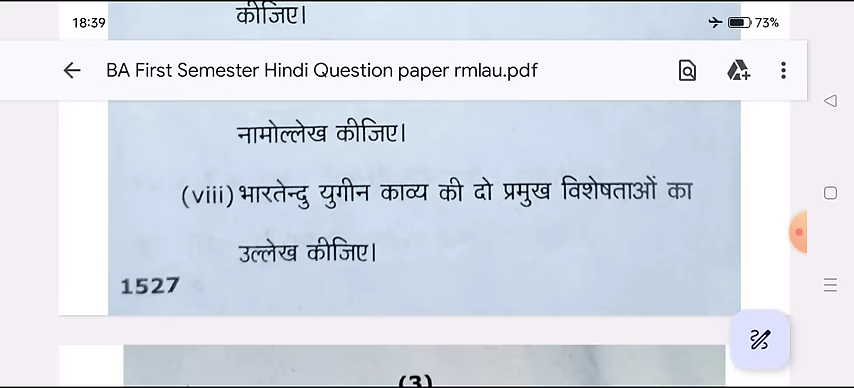 कीजिए।
18:39
73%
BA First Semester Hindi Question paper rmlau.pdf
नामोल्लेख कीजिए।
(viii) भारतेन्दु युगीन काव्य की दो प्रमुख विशेषताओं का
उल्लेख कीजिए।
1527
(3)